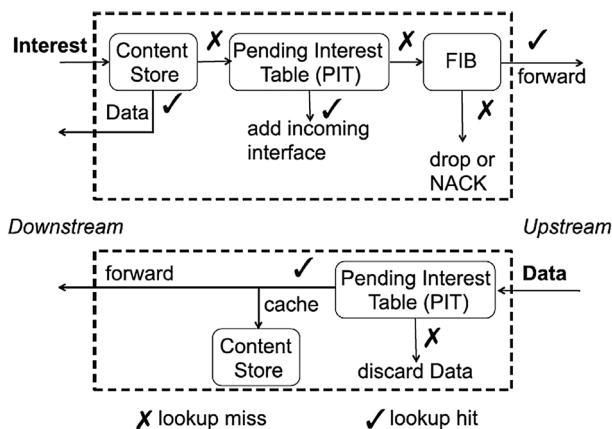 Interest
Content
Store
Pending Interest
Table (PIT)
FIB
forward
Data
add incoming
interface
drop or
NACK
Downstream
Upstream
forward
cache
Pending Interest
Table (PIT)
Data
Content
Store
discard Data
✗ lookup miss
✓ lookup hit